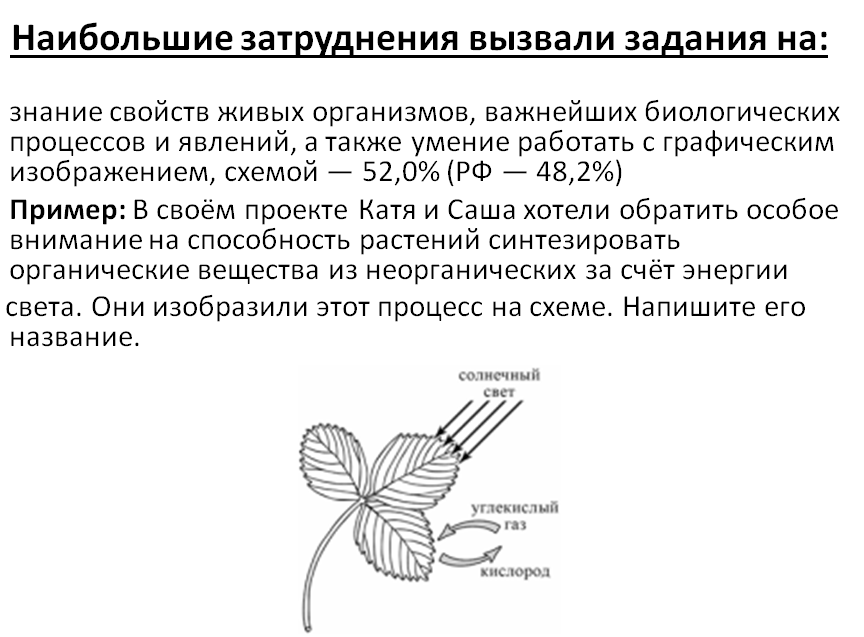 Наибольшие затруднения вызвали задания на:
знание свойств живых организмов, важнейших биологических
процессов и явлений, а также умение работать с графическим
изображением, схемой — 52,0% (РФ — 48,2%)
Пример: В своём проекте Катя и Саша хотели обратить особое
внимание на способность растений синтезировать
органические вещества из неорганических за счёт энергии
света. Они изобразили этот процесс на схеме. Напишите его
название.
солнечный
свет
углекислый
газ
кислород